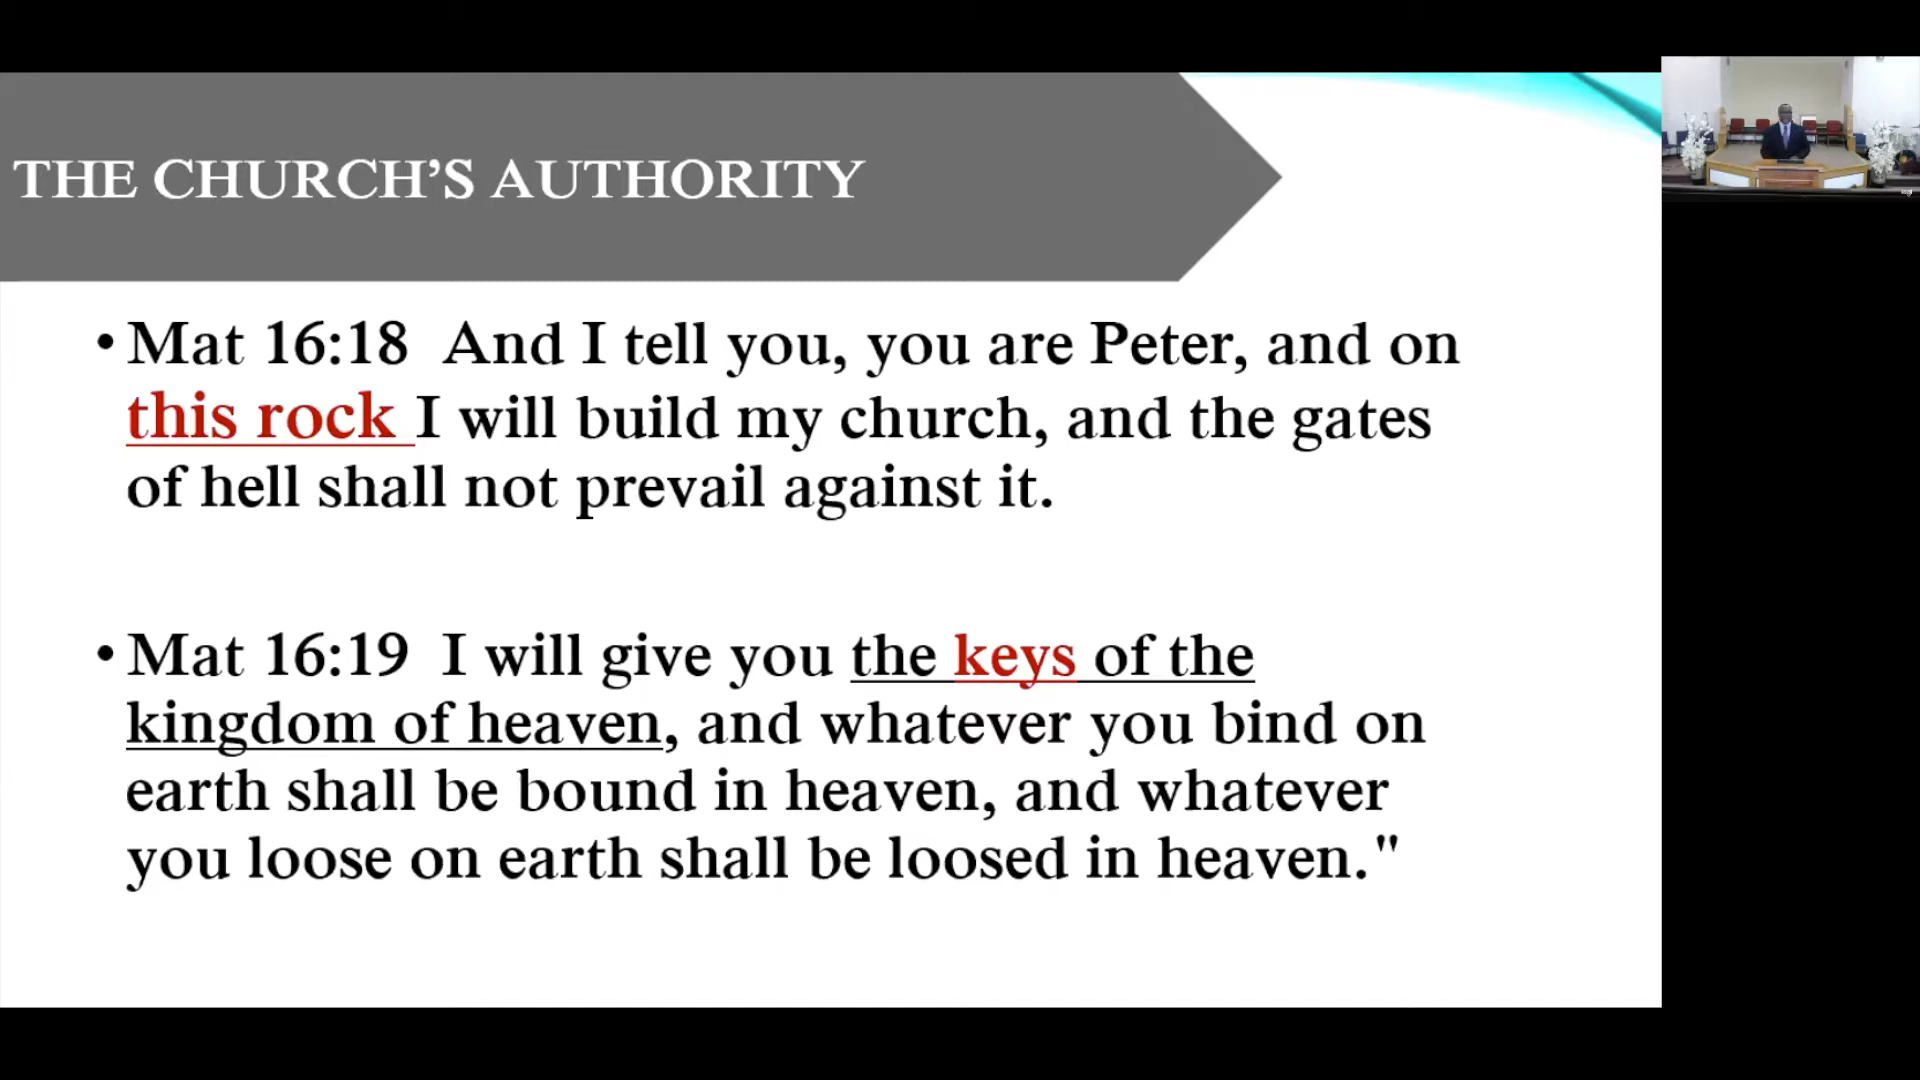 THE CHURCH’S AUTHORITY
• Mat 16:18 And I tell you, you are Peter, and on
this rock I will build my church, and the gates
of hell shall not prevail against it.
• Mat 16:19 I will give you the keys of the
kingdom of heaven, and whatever you bind on
earth shall be bound in heaven, and whatever
you loose on earth shall be loosed in heaven."